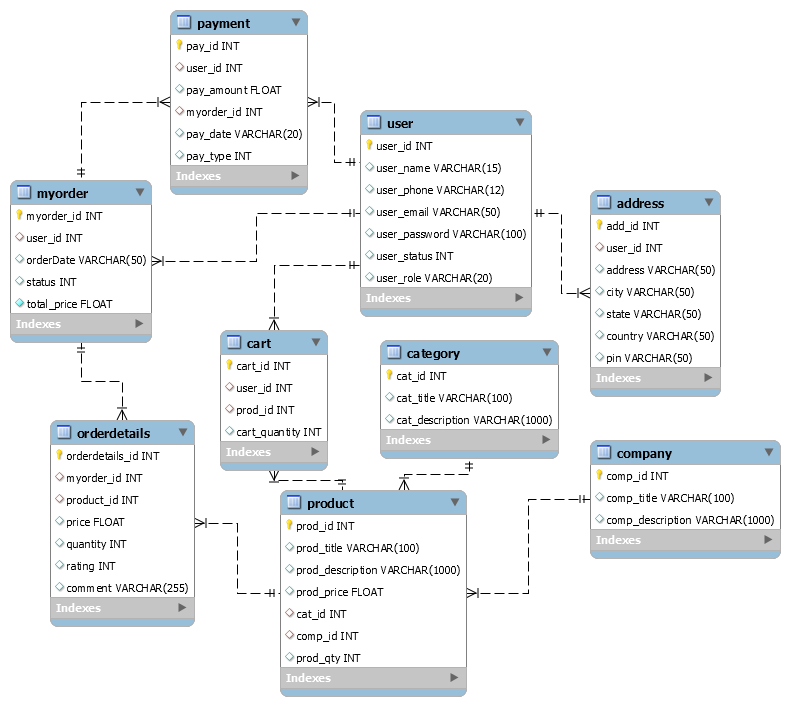 payment
pay_id INT
user_id INT
pay_amount FLOAT
myorder_id INT
pay_date VARCHAR(20)
pay_type INT
Indexes
user
user_id INT
user_name VARCHAR(15)
user_phone VARCHAR(12)
user_email VARCHAR(50)
user_password VARCHAR(100)
user_status INT
user_role VARCHAR(20)
Indexes
myorder
myorder_id INT
user_id INT
orderDate VARCHAR(50)
status INT
total_price FLOAT
Indexes
address
add_id INT
user_id INT
address VARCHAR(50)
city VARCHAR(50)
state VARCHAR(50)
country VARCHAR(50)
pin VARCHAR(50)
Indexes
cart
cart_id INT
user_id INT
prod_id INT
cart_quantity INT
Indexes
category
cat_id INT
cat_title VARCHAR(100)
cat_description VARCHAR(1000)
Indexes
orderdetails
orderdetails_id INT
myorder_id INT
product_id INT
price FLOAT
quantity INT
rating INT
comment VARCHAR(255)
Indexes
company
comp_id INT
comp_title VARCHAR(100)
comp_description VARCHAR(1000)
Indexes
product
prod_id INT
prod_title VARCHAR(100)
prod_description VARCHAR(1000)
prod_price FLOAT
cat_id INT
comp_id INT
prod_qty INT
Indexes